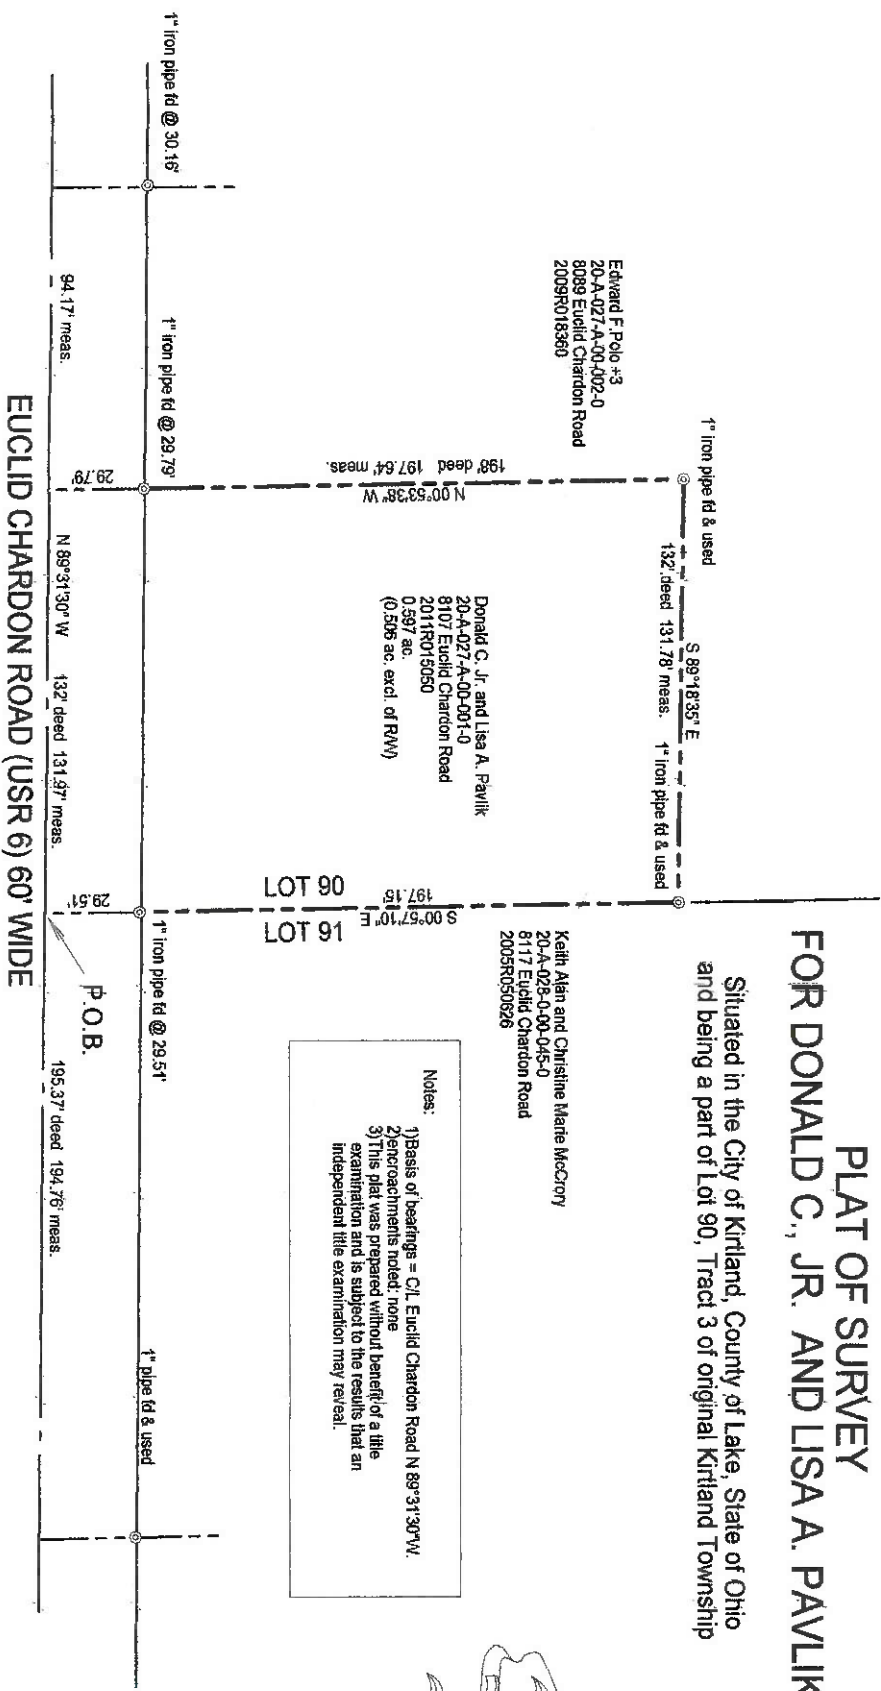 PLAT OF SURVEY
FOR DONALD C., JR. AND LISA A. PAVLIK
Situated in the City of Kirtland, County of Lake, State of Ohio
and being a part of Lot 90, Tract 3 of original Kirtland Township
1" iron pipe fd & used
S 89°18'35" E
132' deed 131.78' meas.
1" iron pipe fd & used
Edward F.Polo +3
20-A-027-A-00-002-0
8089 Euclid Chardon Road
2009R018360
N 00°53'38" W
198' deed 197.64' meas.
Donald C. Jr. and Lisa A. Pavlik
20-A-027-A-00-001-0
8107 Euclid Chardon Road
2011R015050
0.597 ac.
(0.506 ac. excl. of R/W)
S 00°57'10" E
197.15'
LOT 90
LOT 91
Keith Alan and Christine Marie McCrory
20-A-028-0-00-045-0
8117 Euclid Chardon Road
2005R050626
Notes:
1)Basis of bearings = C/L Euclid Chardon Road N 89°31'30"W.
2)encroachments noted: none
3)This plat was prepared without benefit of a title
examination and is subject to the results that an
independent title examination may reveal.
1" iron pipe fd @ 30.16'
1" iron pipe fd @ 29.79'
1" iron pipe fd @ 29.51'
1" pipe fd & used
29.79'
29.51'
P.O.B.
94.17' meas.
N 89°31'30" W 132' deed 131.97' meas.
195.37' deed 194.76' meas.
EUCLID CHARDON ROAD (USR 6) 60' WIDE